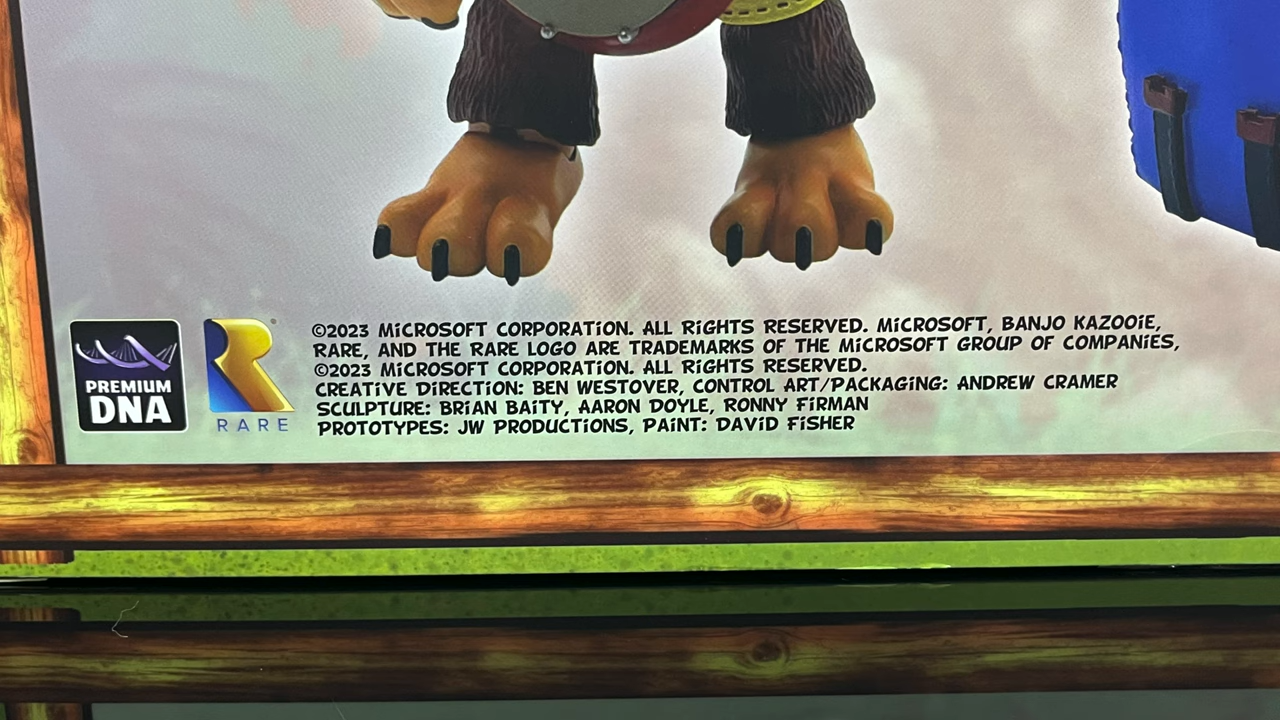 PREMIUM
DNA
RARE
©2023 MiCROSOFT CORPORATiON. ALL RiGHTS RESERVED. MiCROSOFT, BANJO KAZOOiE,
RARE, AND THE RARE LOGO ARE TRADEMARKS OF THE MiCROSOFT GROUP OF COMPANiES,
©2023 MiCROSOFT CORPORATiON. ALL RiGHTS RESERVED.
CREATiVE DiRECTiON: BEN WESTOVER, CONTROL ART/PACKAGiNG: ANDREW CRAMER
SCULPTURE: BRiAN BAiTY, AARON DOYLE, RONNY FiRMAN
PROTOTYPES: JW PRODUCTiONS, PAiNT: DAViD FiSHER